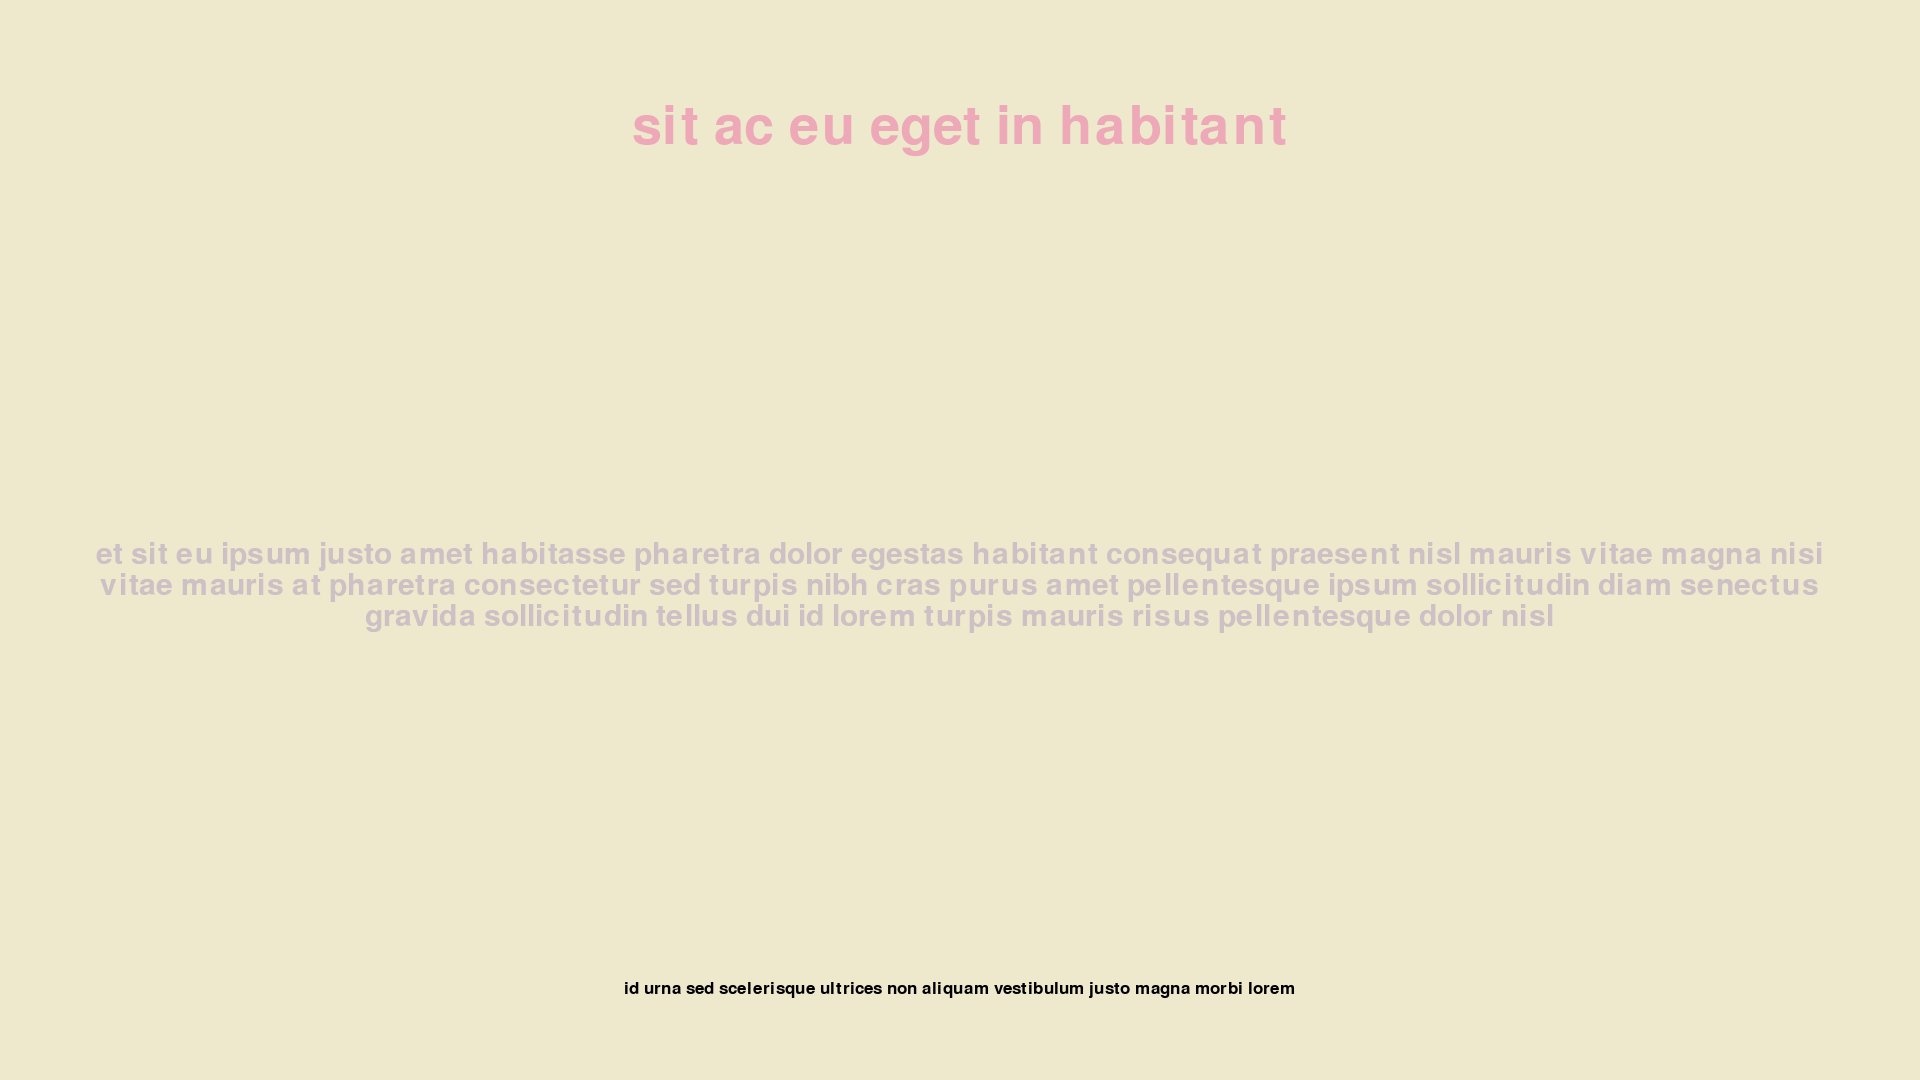 sit ac eu eget in habitant
et sit eu ipsum justo amet habitasse pharetra dolor egestas habitant consequat praesent nisl mauris vitae magna nisi
vitae mauris at pharetra consectetur sed turpis nibh cras purus amet pellentesque ipsum sollicitudin diam senectus
gravida sollicitudin tellus dui id lorem turpis mauris risus pellentesque dolor nisl
id urna sed scelerisque ultrices non aliquam vestibulum justo magna morbi lorem